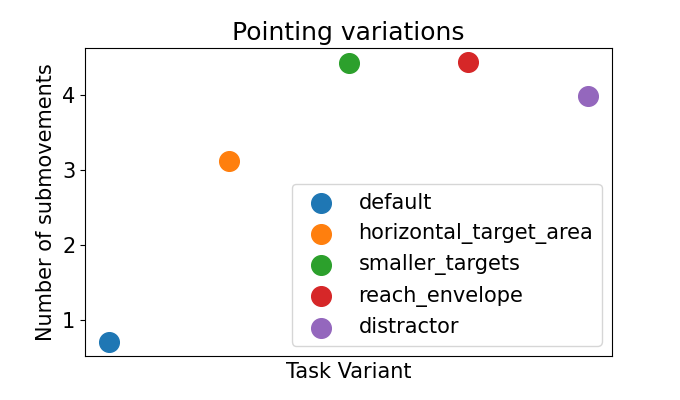 Pointing variations
Number of submovements
4
3
2
1
default
horizontal_target_area
smaller_targets
reach_envelope
distractor
Task Variant